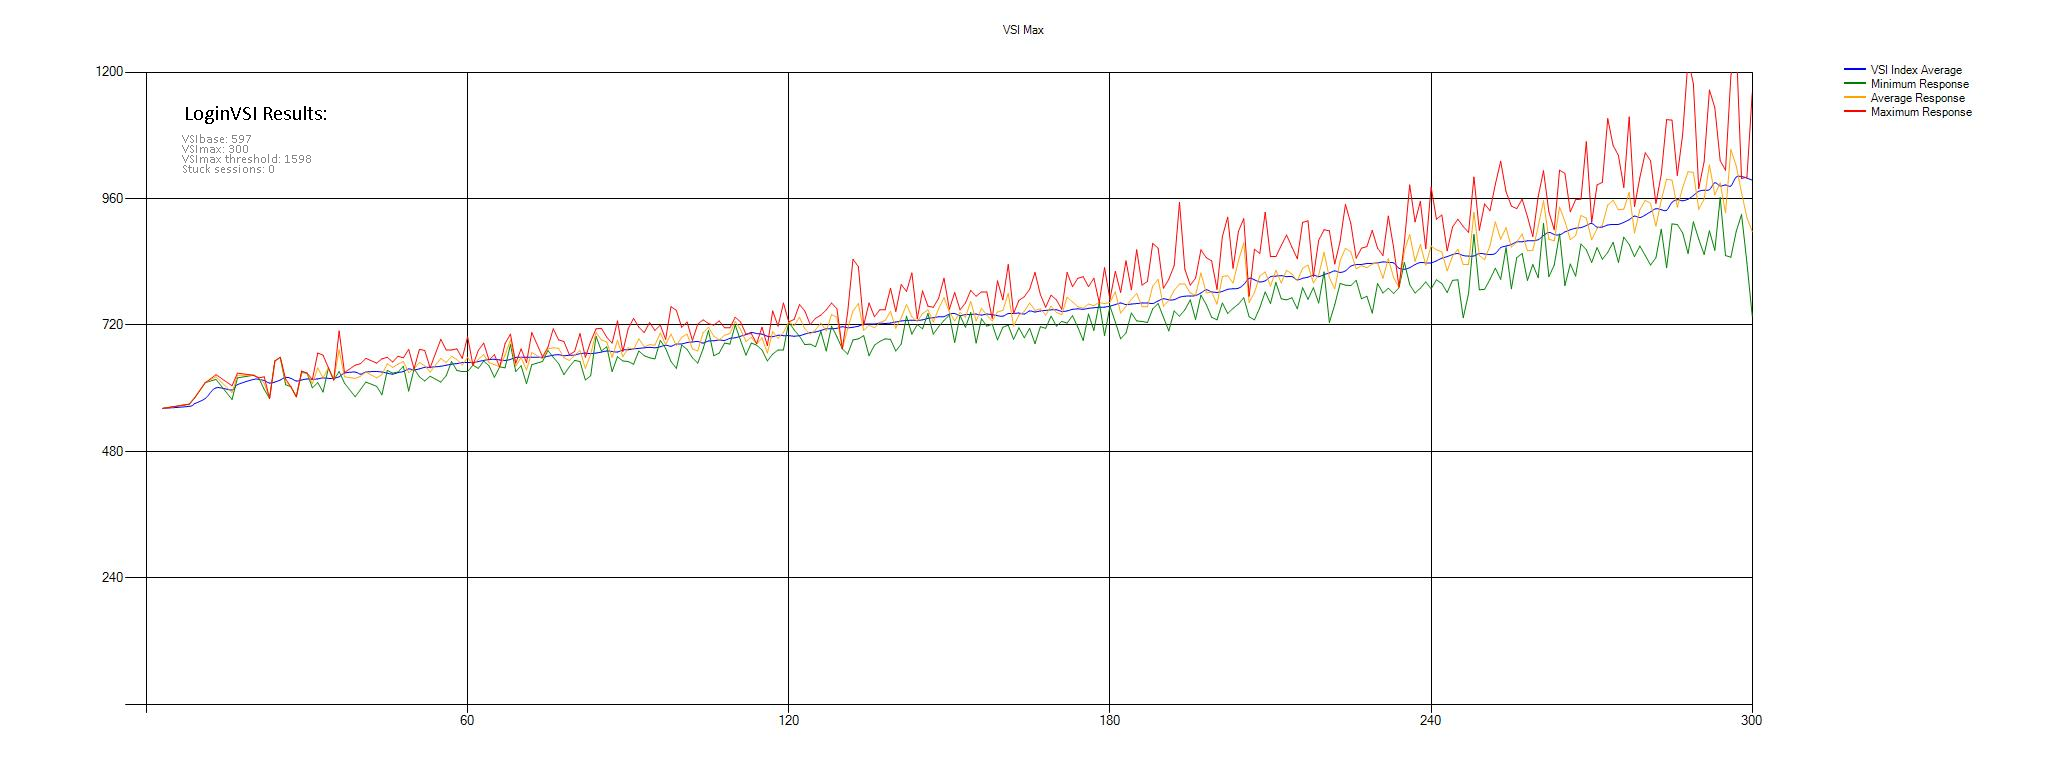 VSI Max
1200
960
720
480
240
60
120
180
240
300
LoginVSI Results:
VSIbase: 597
VSImax: 300
VSImax threshold: 1598
Stuck sessions: 0
VSI Index Average
Minimum Response
Average Response
Maximum Response